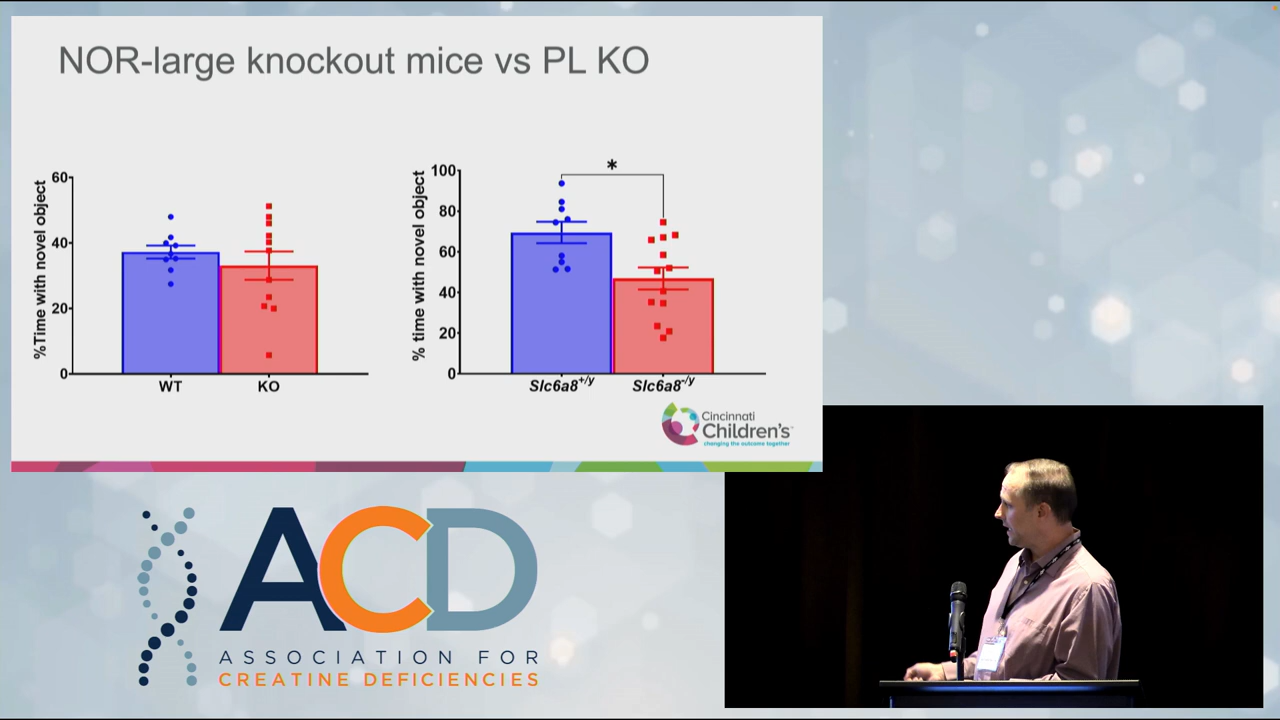 NOR-large knockout mice vs PL KO
%Time with novel object
60
40
20
0
WT
KO
% time with novel object
100
80
60
40
20
0
*
Slc6a8+/y
Slc6a8-/y
Cincinnati
Children's™
changing the outcome together
ACD
ASSOCIATION FOR
CREATINE DEFICIENCIES